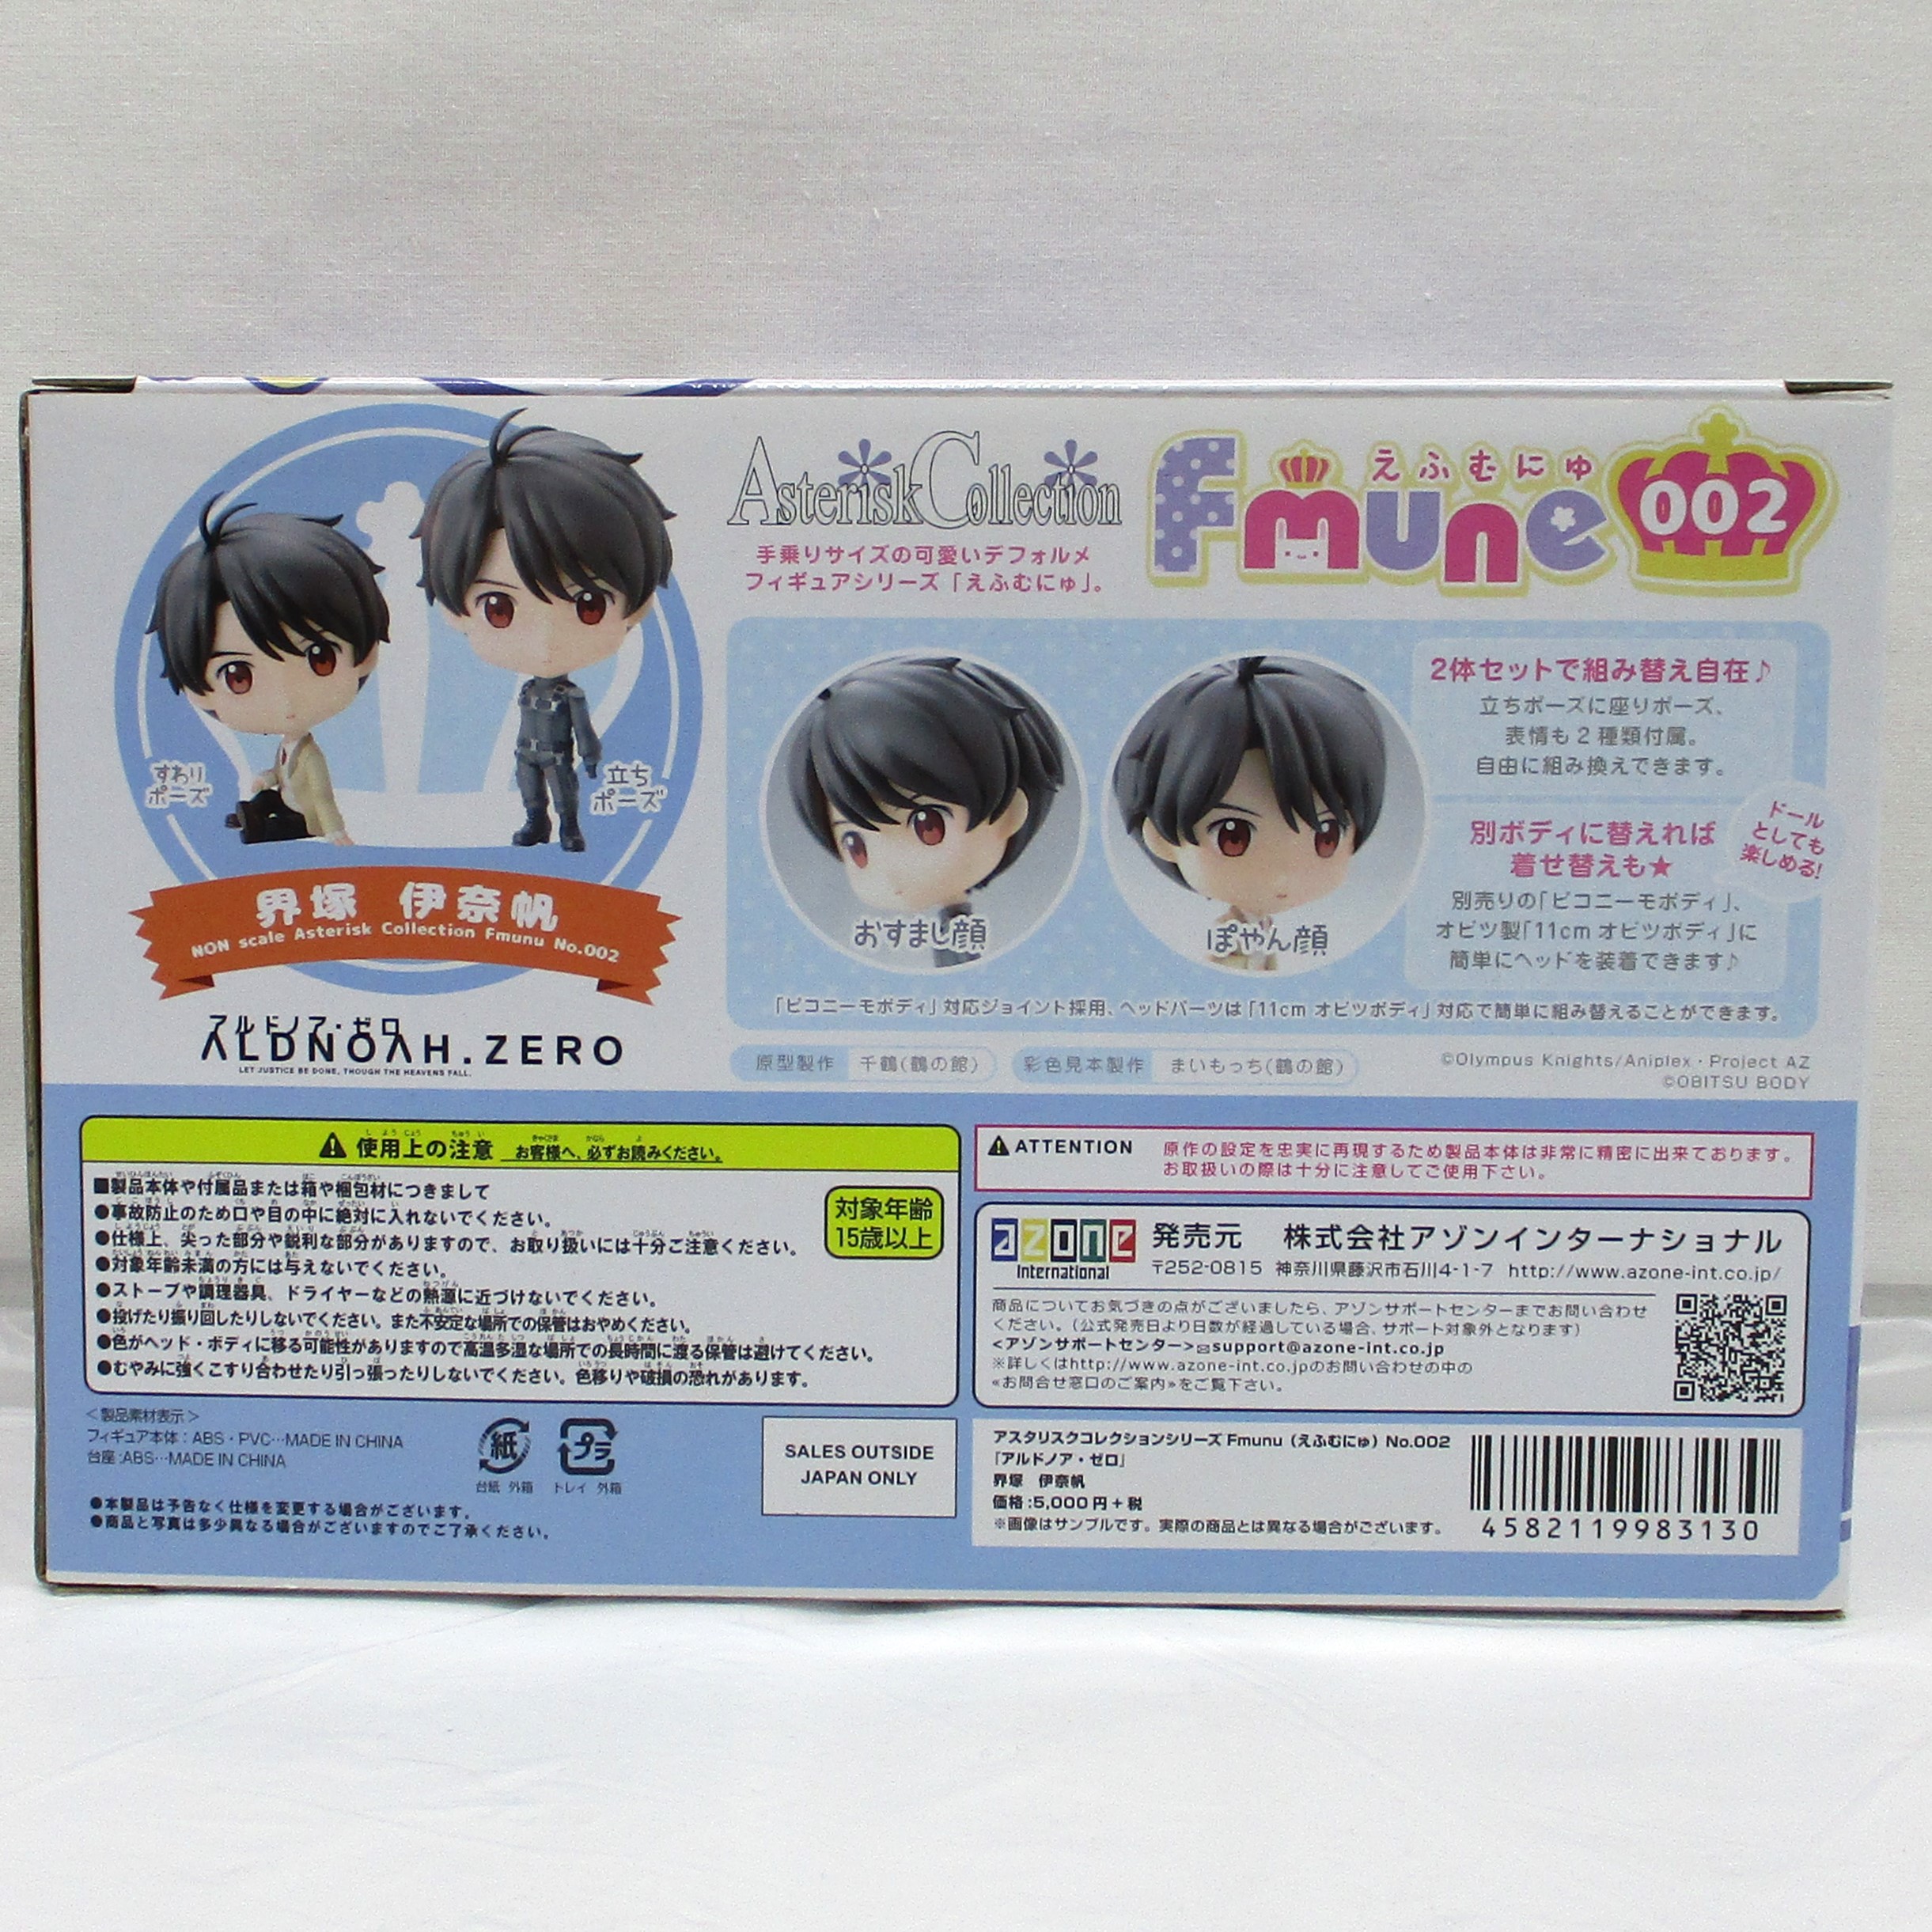 すわり
ポーズ
立ち
ポーズ
界塚 伊奈帆
NON scale Asterisk Collection Fmunu No.002
アルドノア・ゼロ
ALDNOAH.ZERO
LET JUSTICE BE DONE, THOUGH THE HEAVENS FALL.
Asterisk Collection
手乗りサイズの可愛いデフォルメ
フィギュアシリーズ「えふむにゅ」。
えふむにゅ
Fmune
002
おすまし顔
ぽやん顔
2体セットで組み替え自在♪
立ちポーズに座りポーズ、
表情も2種類付属。
自由に組み換えできます。
別ボディに替えれば
着せ替えも★
ドール
としても
楽しめる!
別売りの「ピコニーモボディ」、
オビツ製「11cm オビツボディ」に
簡単にヘッドを装着できます♪
「ピコニーモボディ」対応ジョイント採用、ヘッドパーツは「11cm オビツボディ」対応で簡単に組み替えることができます。
原型製作 千鶴(鶴の館) 彩色見本製作 まいもっち(鶴の館)
©Olympus Knights/Aniplex・Project AZ
©OBITSU BODY
使用上の注意 お客様へ、必ずお読みください。
■製品本体や付属品または箱や梱包材につきまして
●事故防止のため口や目の中に絶対に入れないでください。
●仕様上、尖った部分や鋭利な部分がありますので、お取り扱いには十分ご注意ください。
●対象年齢未満の方には与えないでください。
●ストーブや調理器具、ドライヤーなどの熱源に近づけないでください。
●投げたり振り回したりしないでください。また不安定な場所での保管はおやめください。
●色がヘッド・ボディに移る可能性がありますので高温多湿な場所での長時間に渡る保管は避けてください。
●むやみに強くこすり合わせたり引っ張ったりしないでください。色移りや破損の恐れがあります。
対象年齢
15歳以上
＜製品素材表示＞
フィギュア本体：ABS・PVC…MADE IN CHINA
台座:ABS…MADE IN CHINA
紙
台紙 外箱
プラ
トレイ 外箱
●本製品は予告なく仕様を変更する場合がございます。
●商品と写真は多少異なる場合がございますのでご了承ください。
SALES OUTSIDE
JAPAN ONLY
ATTENTION
原作の設定を忠実に再現するため製品本体は非常に精密に出来ております。
お取扱いの際は十分に注意してご使用下さい。
azone
International
発売元 株式会社アゾンインターナショナル
〒252-0815 神奈川県藤沢市石川4-1-7 http://www.azone-int.co.jp/
商品についてお気づきの点がございましたら、アゾンサポートセンターまでお問い合わせ
ください。（公式発売日より日数が経過している場合、サポート対象外となります）
<アゾンサポートセンター>✉support@azone-int.co.jp
※詳しくはhttp://www.azone-int.co.jpのお問い合わせの中の
«お問合せ窓口のご案内»をご覧下さい。
アスタリスクコレクションシリーズ Fmunu（えふむにゅ）No.002
「アルドノア・ゼロ」
界塚 伊奈帆
価格:5,000円+税
※画像はサンプルです。実際の商品とは異なる場合がございます。
4582119983130